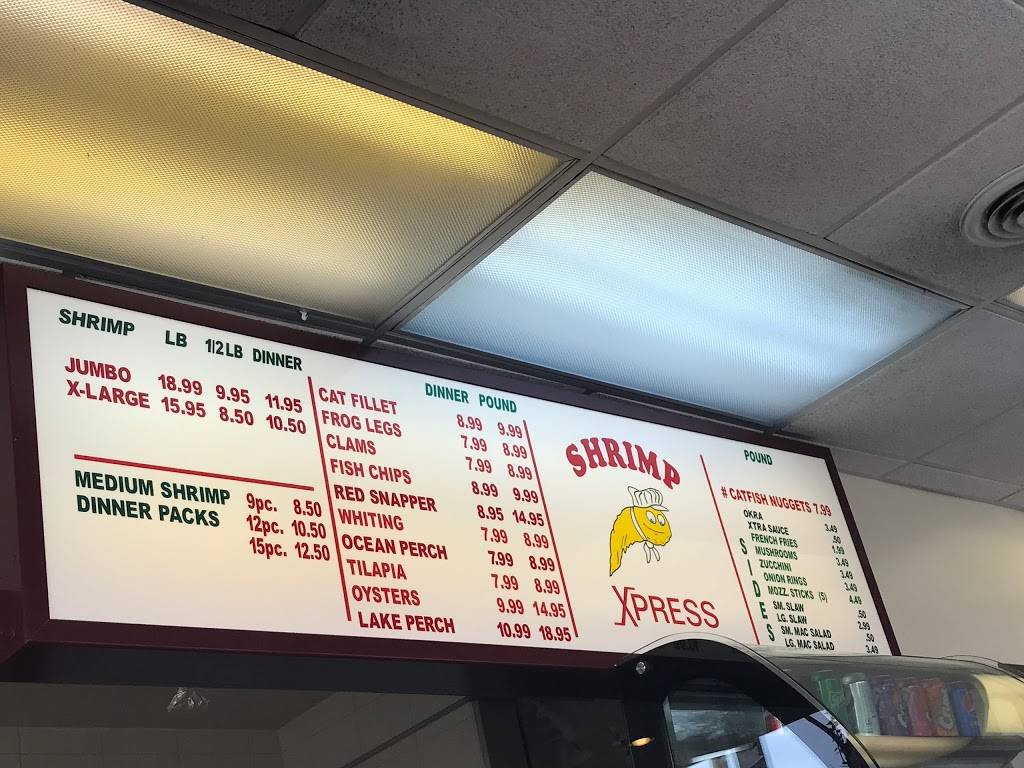 SHRIMP LB 1/2LB DINNER
JUMBO 18.99 9.95 11.95
X-LARGE 15.95 8.50 10.50
MEDIUM SHRIMP DINNER PACKS
9pc. 8.50
12pc. 10.50
15pc. 12.50
DINNER POUND
CAT FILLET 8.99 9.99
FROG LEGS 7.99 8.99
CLAMS 7.99 8.99
FISH CHIPS 8.99 9.99
RED SNAPPER 8.95 14.95
WHITING 7.99 8.99
OCEAN PERCH 7.99 8.99
TILAPIA 7.99 8.99
OYSTERS 9.99 14.95
LAKE PERCH 10.99 18.95
SHRIMP
XPRESS
POUND
# CATFISH NUGGETS 7.99
SIDES
OKRA 3.49
XTRA SAUCE .50
FRENCH FRIES 1.99
MUSHROOMS 3.49
ZUCCHINI 3.49
ONION RINGS 3.49
MOZZ. STICKS (5) 4.49
SM. SLAW .50
LG. SLAW 2.99
SM. MAC SALAD .50
LG. MAC SALAD 3.49